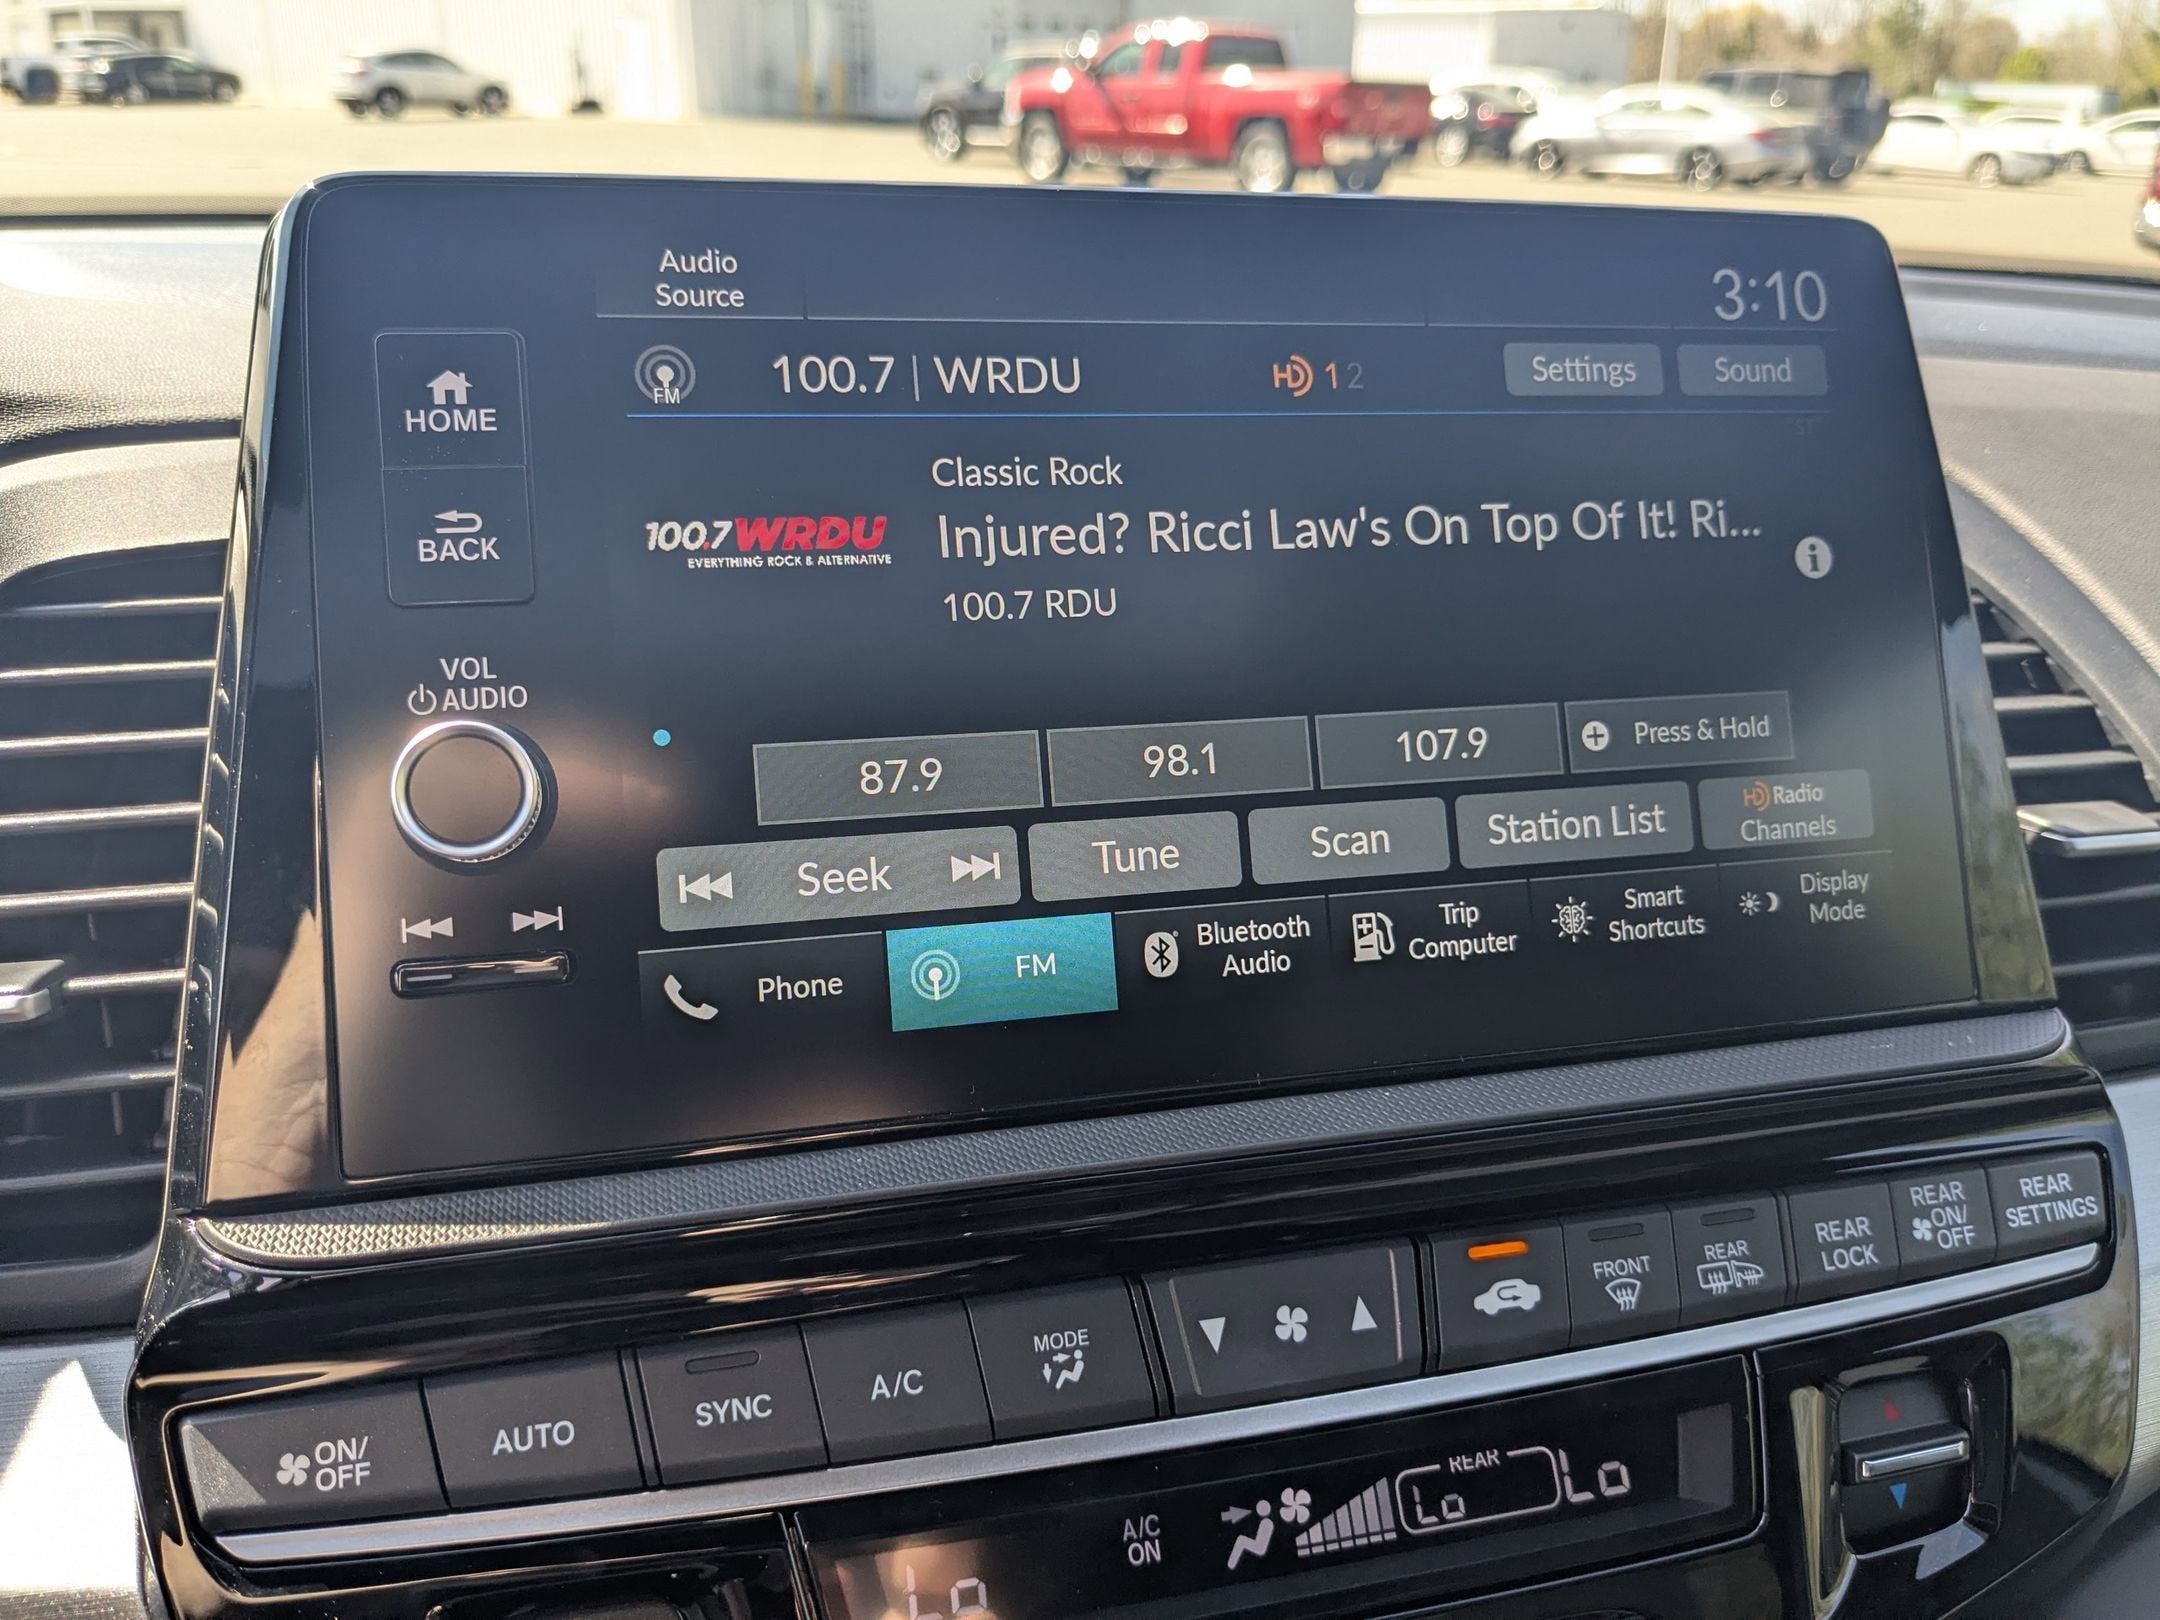 Audio
Source
3:10
HOME
BACK
FM
100.7 | WRDU
HD 1 2
Settings
Sound
ST
Classic Rock
100.7 WRDU
EVERYTHING ROCK & ALTERNATIVE
Injured? Ricci Law's On Top Of It! Ri...
i
100.7 RDU
VOL
AUDIO
87.9
98.1
107.9
+ Press & Hold
Seek
Tune
Scan
Station List
HD Radio
Channels
Phone
FM
Bluetooth
Audio
Trip
Computer
Smart
Shortcuts
Display
Mode
ON/
OFF
AUTO
SYNC
A/C
MODE
FRONT
REAR
REAR
LOCK
REAR
ON/
OFF
REAR
SETTINGS
Lo
A/C
ON
REAR
Lo
Lo